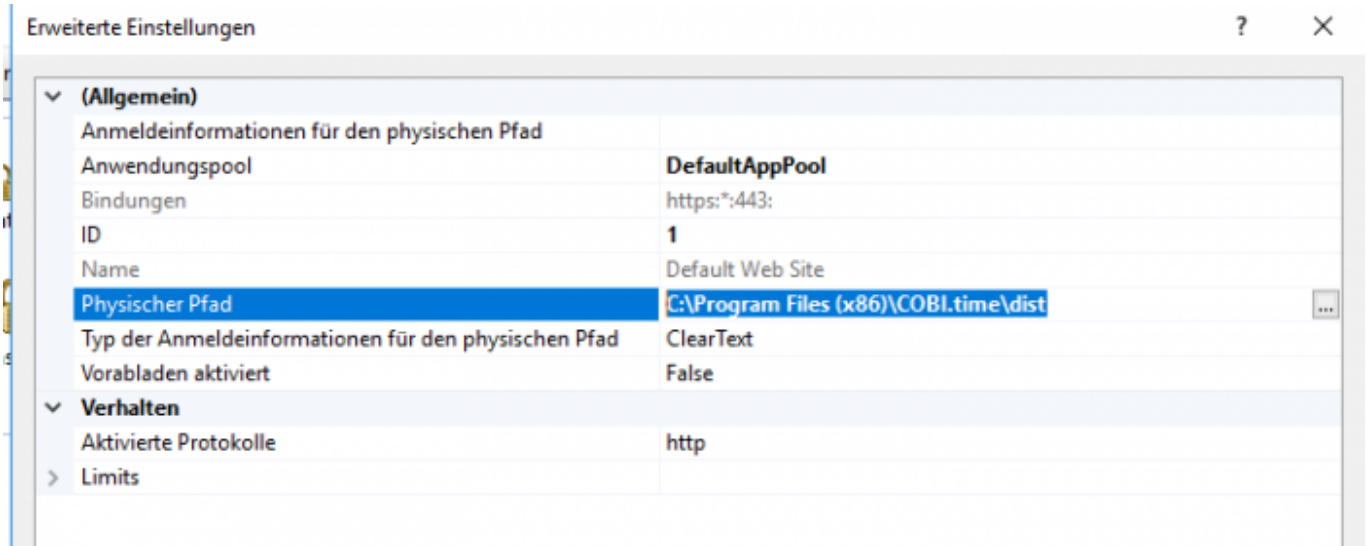 Erweiterte Einstellungen
(Allgemein)
Anmeldeinformationen für den physischen Pfad
Anwendungspool DefaultAppPool
Bindungen https:*:443:
ID 1
Name Default Web Site
Physischer Pfad C:\Program Files (x86)\COBI.time\dist ...
Typ der Anmeldeinformationen für den physischen Pfad ClearText
Vorabladen aktiviert False
Verhalten
Aktivierte Protokolle http
Limits